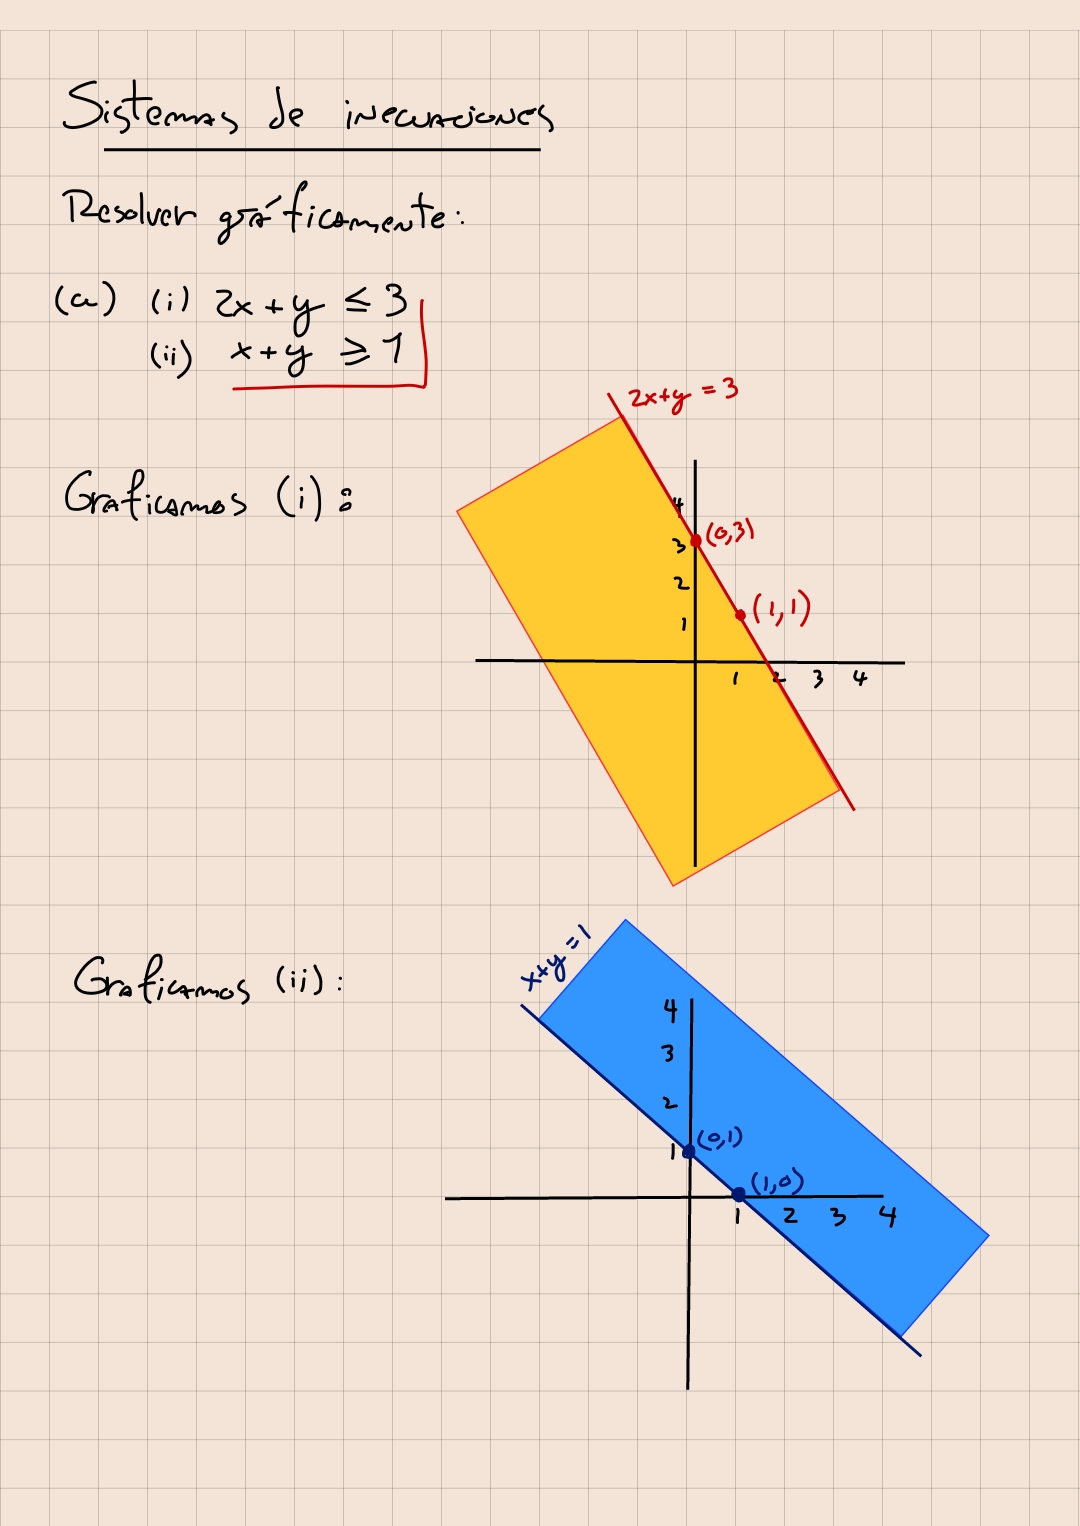 Sistemas de inecuaciones
Resolver gráficamente:
(a) (i) 2x + y ≤ 3
(ii) x + y ≥ 1
2x+y = 3
Graficamos (i):
4
(0,3)
3
2
(1,1)
1
1 2 3 4
x+y=1
Graficamos (ii):
4
3
2
(0,1)
1
(1,0)
1 2 3 4